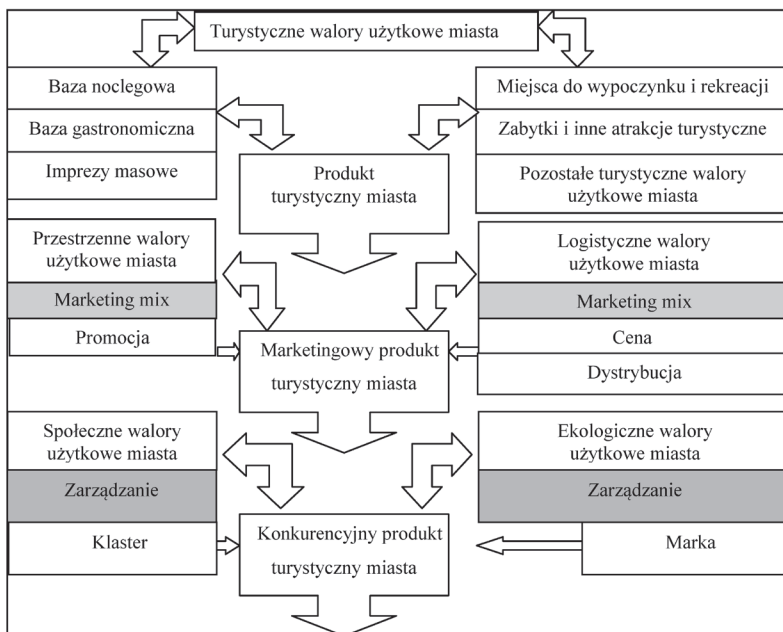 Turystyczne walory użytkowe miasta
Baza noclegowa
Baza gastronomiczna
Imprezy masowe
Miejsca do wypoczynku i rekreacji
Zabytki i inne atrakcje turystyczne
Pozostałe turystyczne walory
użytkowe miasta
Produkt
turystyczny miasta
Przestrzenne walory
użytkowe miasta
Marketing mix
Promocja
Logistyczne walory
użytkowe miasta
Marketing mix
Cena
Dystrybucja
Marketingowy produkt
turystyczny miasta
Społeczne walory
użytkowe miasta
Zarządzanie
Klaster
Ekologiczne walory
użytkowe miasta
Zarządzanie
Marka
Konkurencyjny produkt
turystyczny miasta